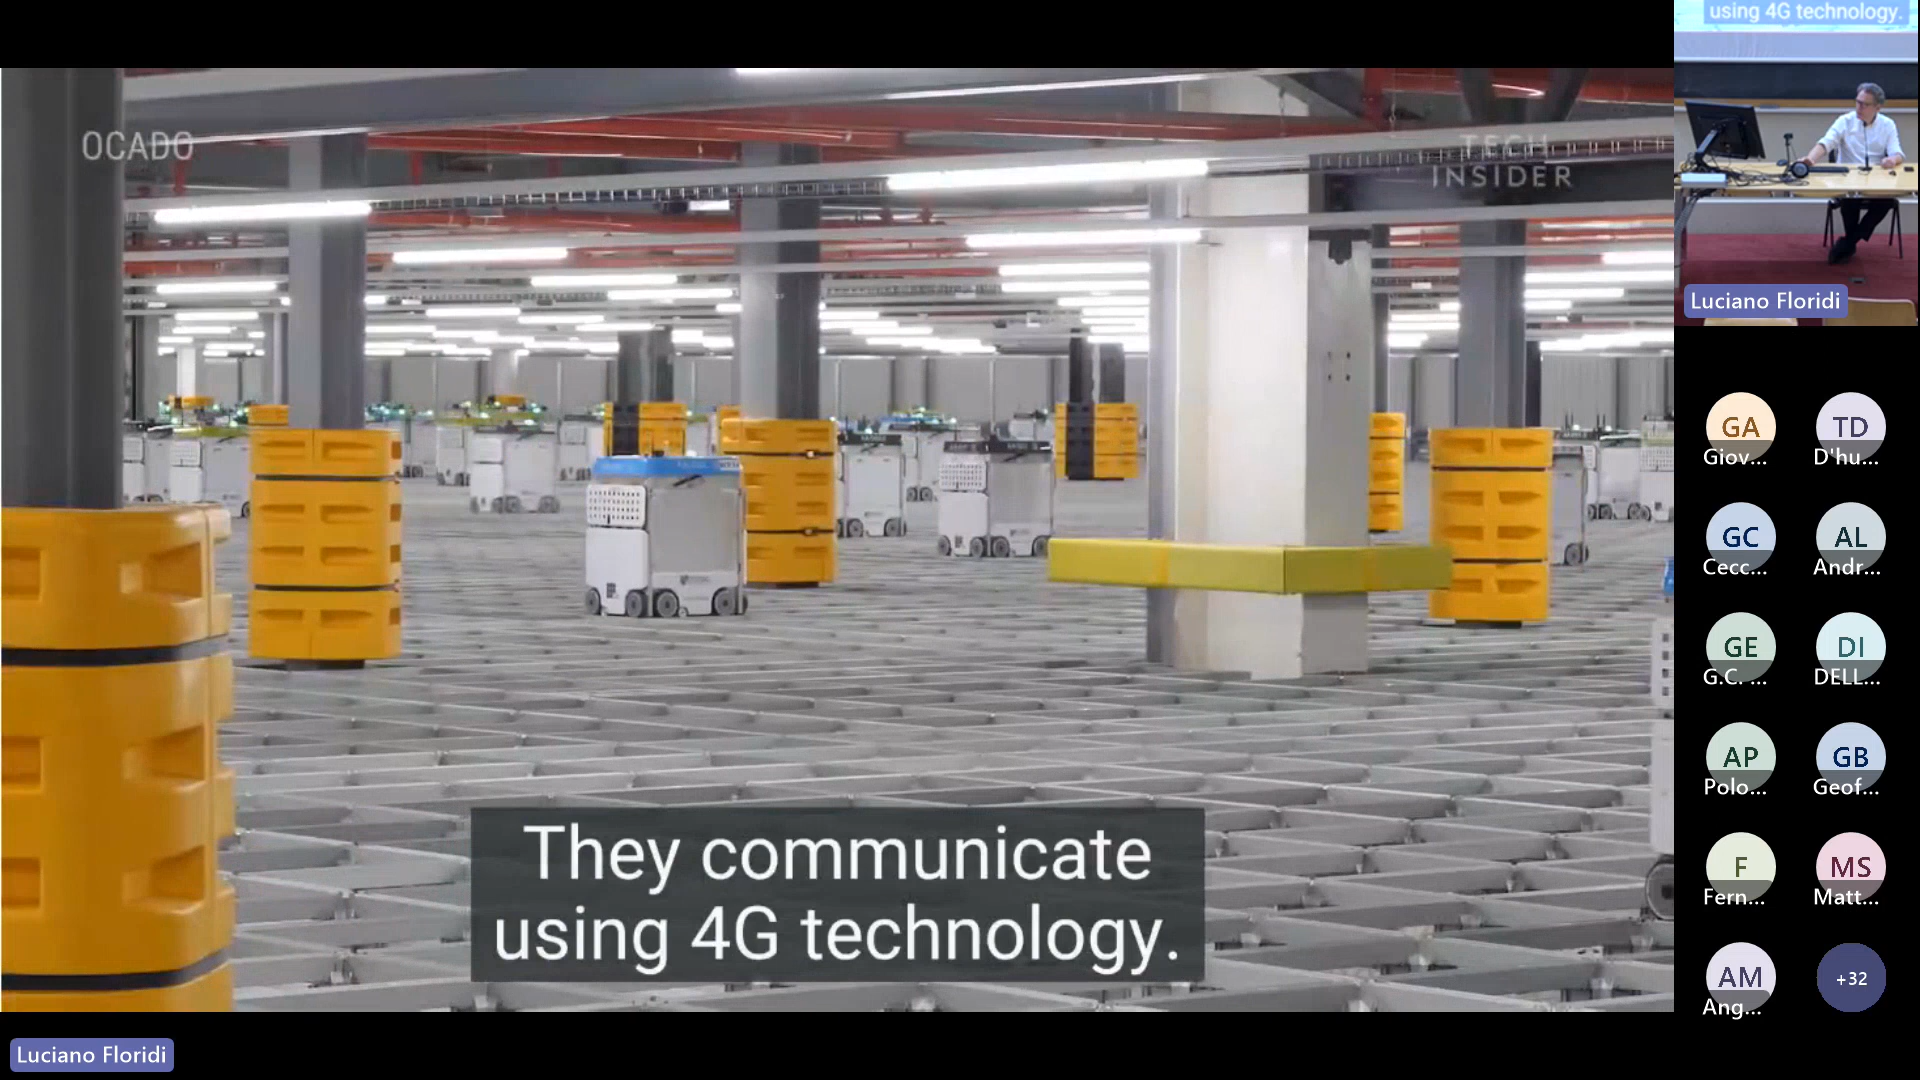 using 4G technology.
OCADO
TECH
INSIDER
Luciano Floridi
GA
Giov...
TD
D'hu...
GC
Cecc...
AL
Andr...
GE
G.C. ...
DI
DELL...
They communicate
using 4G technology.
AP
Polo...
GB
Geof...
F
Fern...
MS
Matt...
AM
Ang...
+32
Luciano Floridi